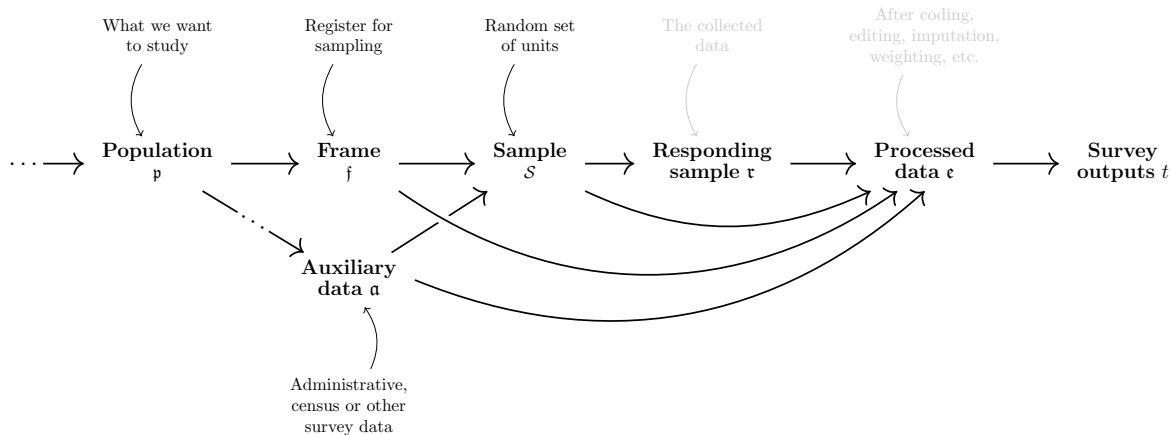 What we want
to study
Register for
sampling
Random set
of units
The collected
data
After coding,
editing, imputation,
weighting, etc.
...
Population
𝔭
Frame
𝔣
Sample
𝒮
Responding
sample 𝔯
Processed
data 𝔢
Survey
outputs t
...
Auxiliary
data 𝔞
Administrative,
census or other
survey data